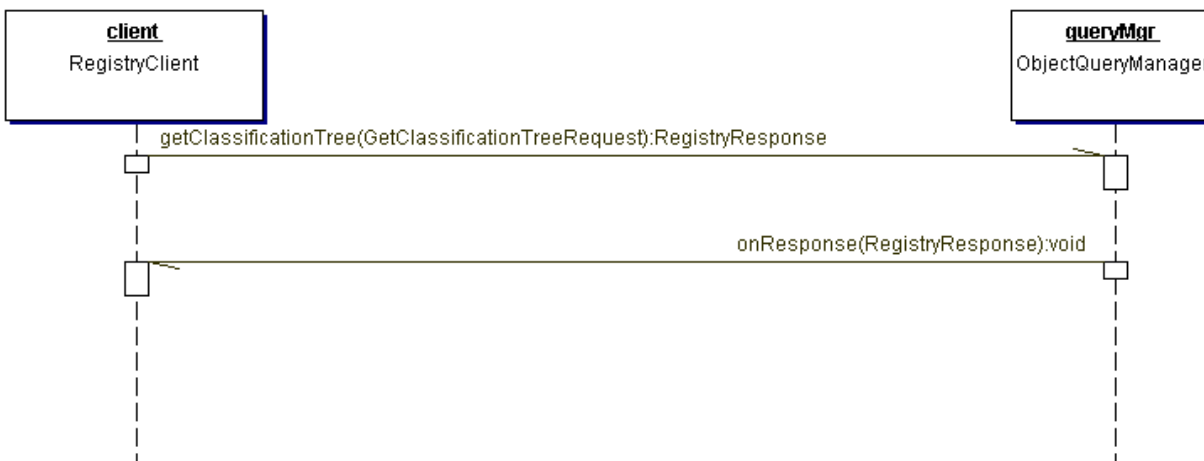 client
RegistryClient
queryMgr
ObjectQueryManager
getClassificationTree(GetClassificationTreeRequest):RegistryResponse
onResponse(RegistryResponse):void